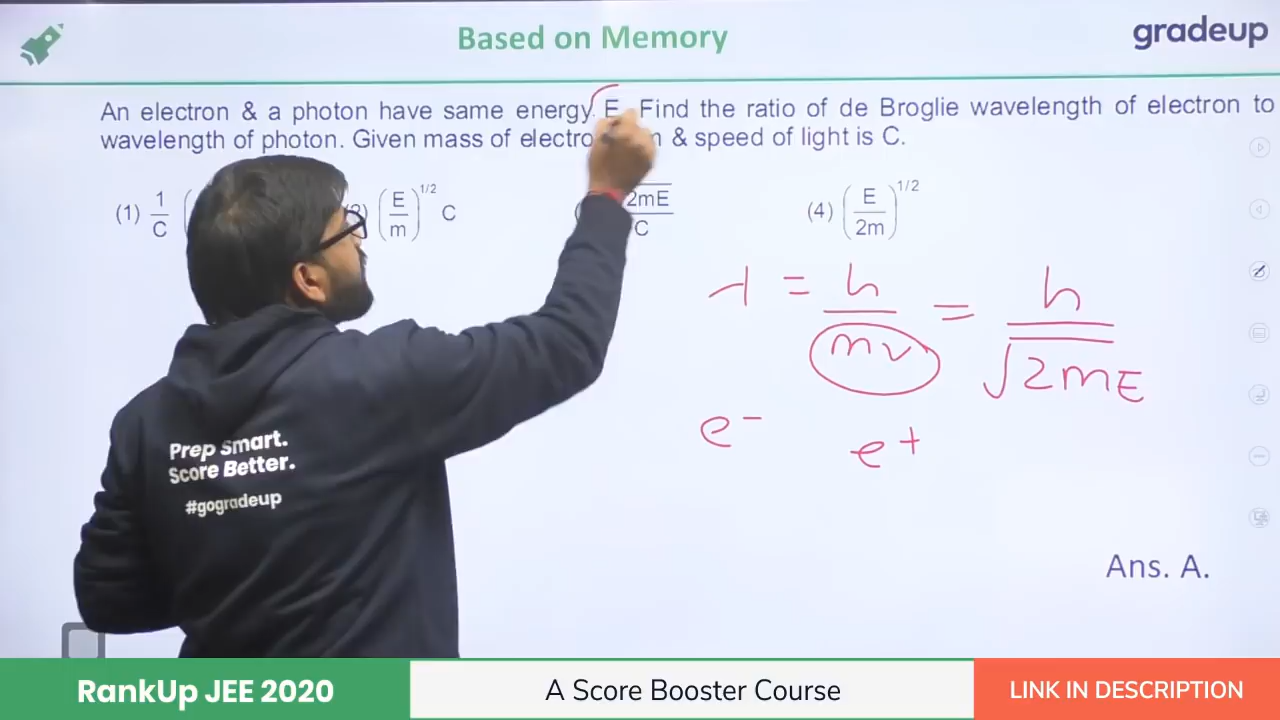 Based on Memory
gradeup
An electron & a photon have same energy E. Find the ratio of de Broglie wavelength of electron to
wavelength of photon. Given mass of electro m & speed of light is C.
(1) 1/C (
(E/m)^1/2 C
2mE/C
(4) (E/2m)^1/2
λ = h/mv = h/√2mE
e⁻ e⁺
Prep Smart.
Score Better.
#gogradeup
Ans. A.
RankUp JEE 2020
A Score Booster Course
LINK IN DESCRIPTION